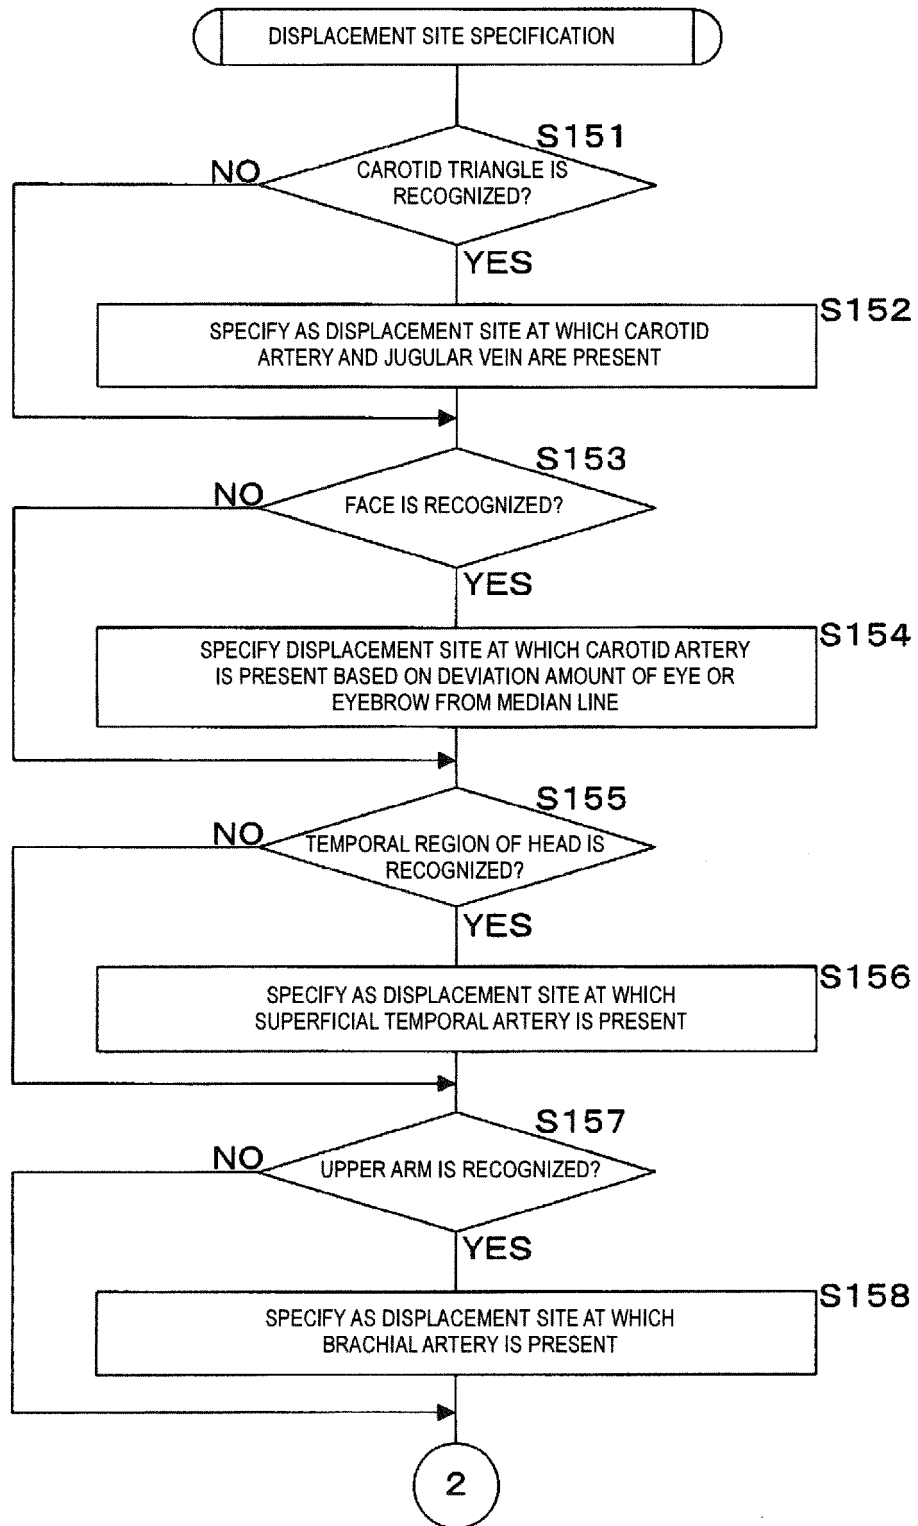 DISPLACEMENT SITE SPECIFICATION
S151
NO
CAROTID TRIANGLE IS
RECOGNIZED?
YES
S152
SPECIFY AS DISPLACEMENT SITE AT WHICH CAROTID
ARTERY AND JUGULAR VEIN ARE PRESENT
S153
NO
FACE IS RECOGNIZED?
YES
S154
SPECIFY DISPLACEMENT SITE AT WHICH CAROTID ARTERY
IS PRESENT BASED ON DEVIATION AMOUNT OF EYE OR
EYEBROW FROM MEDIAN LINE
S155
NO
TEMPORAL REGION OF HEAD IS
RECOGNIZED?
YES
S156
SPECIFY AS DISPLACEMENT SITE AT WHICH
SUPERFICIAL TEMPORAL ARTERY IS PRESENT
S157
NO
UPPER ARM IS RECOGNIZED?
YES
S158
SPECIFY AS DISPLACEMENT SITE AT WHICH
BRACHIAL ARTERY IS PRESENT
2